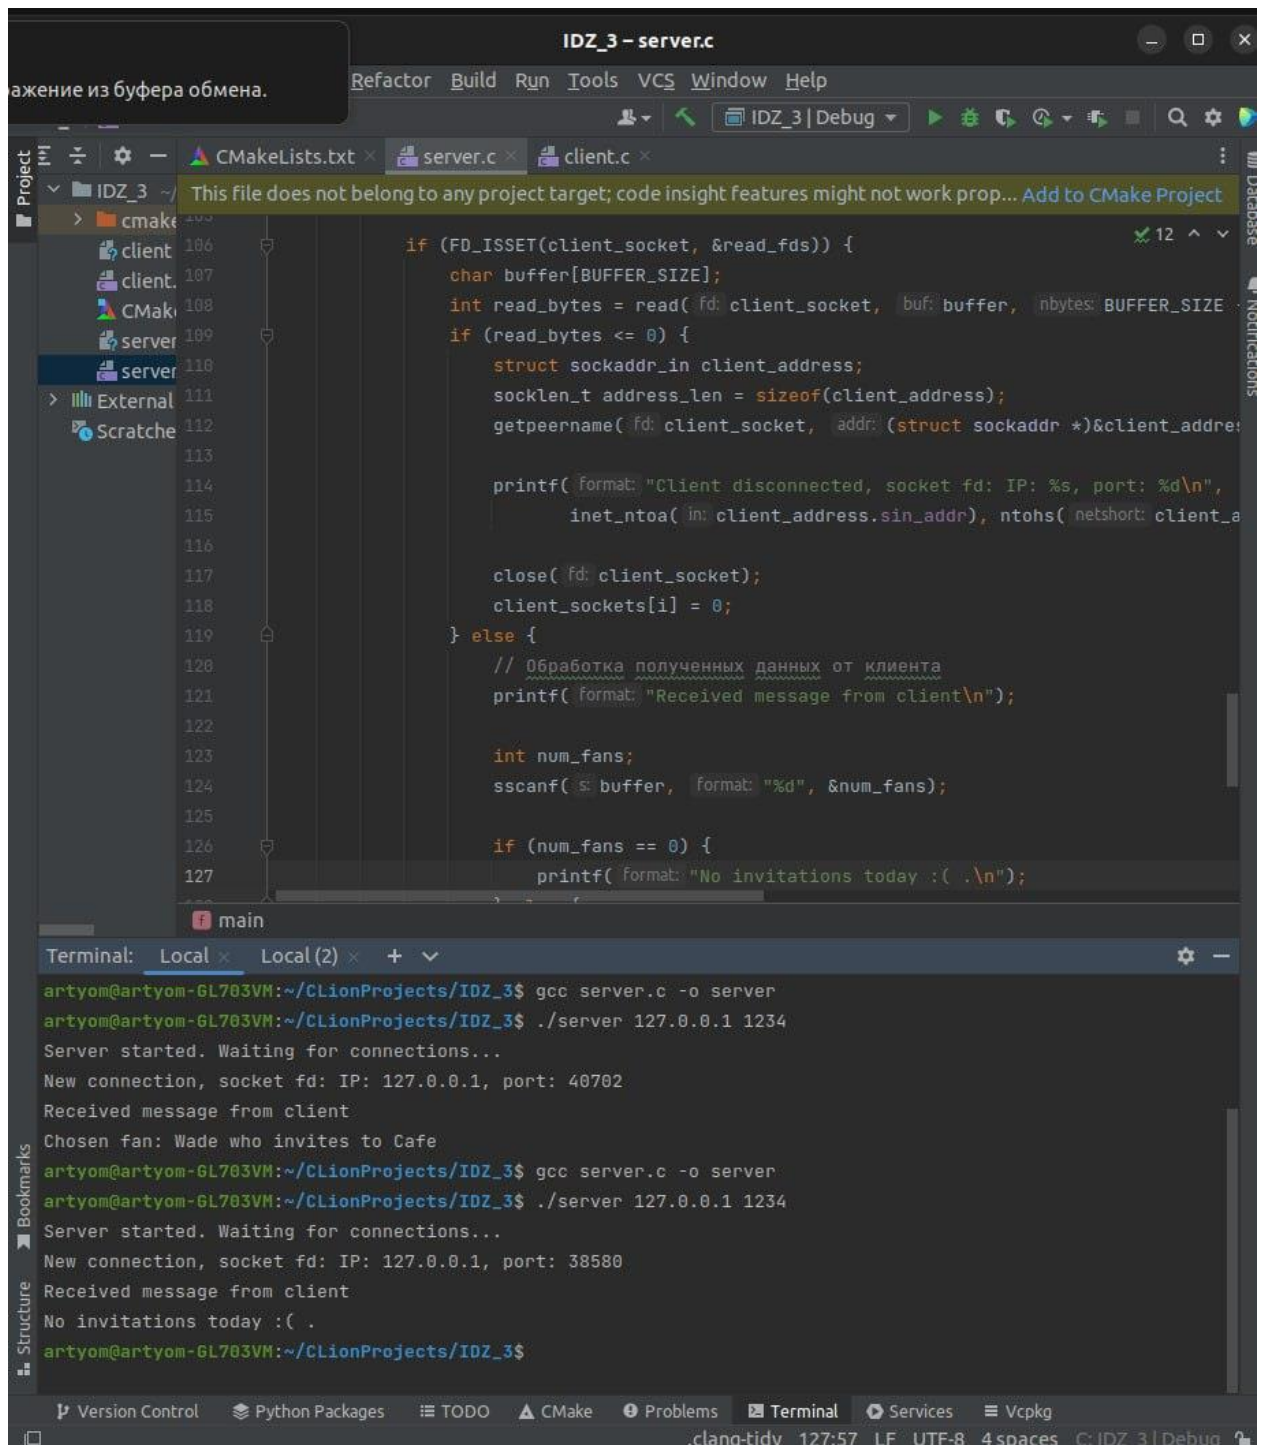 IDZ_3 – server.c
ажение из буфера обмена.
Refactor Build Run Tools VCS Window Help
IDZ_3 | Debug
Project
CMakeLists.txt
server.c
client.c
IDZ_3 ~/
This file does not belong to any project target; code insight features might not work prop... Add to CMake Project
Database
Notifications
cmake
client
client.
CMak
server
server
External
Scratche
12
106 if (FD_ISSET(client_socket, &read_fds)) {
107 char buffer[BUFFER_SIZE];
108 int read_bytes = read( fd: client_socket, buf: buffer, nbytes: BUFFER_SIZE -
109 if (read_bytes <= 0) {
110 struct sockaddr_in client_address;
111 socklen_t address_len = sizeof(client_address);
112 getpeername( fd: client_socket, addr: (struct sockaddr *)&client_addres
113
114 printf( format: "Client disconnected, socket fd: IP: %s, port: %d\n",
115 inet_ntoa( in: client_address.sin_addr), ntohs( netshort: client_a
116
117 close( fd: client_socket);
118 client_sockets[i] = 0;
119 } else {
120 // Обработка полученных данных от клиента
121 printf( format: "Received message from client\n");
122
123 int num_fans;
124 sscanf( s: buffer, format: "%d", &num_fans);
125
126 if (num_fans == 0) {
127 printf( format: "No invitations today :( .\n");
f main
Terminal: Local Local (2)
artyom@artyom-GL703VM:~/CLionProjects/IDZ_3$ gcc server.c -o server
artyom@artyom-GL703VM:~/CLionProjects/IDZ_3$ ./server 127.0.0.1 1234
Server started. Waiting for connections...
New connection, socket fd: IP: 127.0.0.1, port: 40702
Received message from client
Chosen fan: Wade who invites to Cafe
artyom@artyom-GL703VM:~/CLionProjects/IDZ_3$ gcc server.c -o server
artyom@artyom-GL703VM:~/CLionProjects/IDZ_3$ ./server 127.0.0.1 1234
Server started. Waiting for connections...
New connection, socket fd: IP: 127.0.0.1, port: 38580
Received message from client
No invitations today :( .
artyom@artyom-GL703VM:~/CLionProjects/IDZ_3$
Bookmarks
Structure
Version Control Python Packages TODO CMake Problems Terminal Services Vcpkg
.clang-tidy 127:57 LF UTF-8 4 spaces C: IDZ_3 | Debug